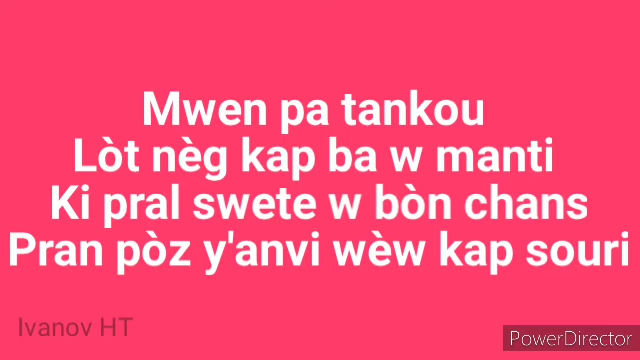 Mwen pa tankou
Lòt nèg kap ba w manti
Ki pral swete w bòn chans
Pran pòz y'anvi wèw kap souri
Ivanov HT
PowerDirector